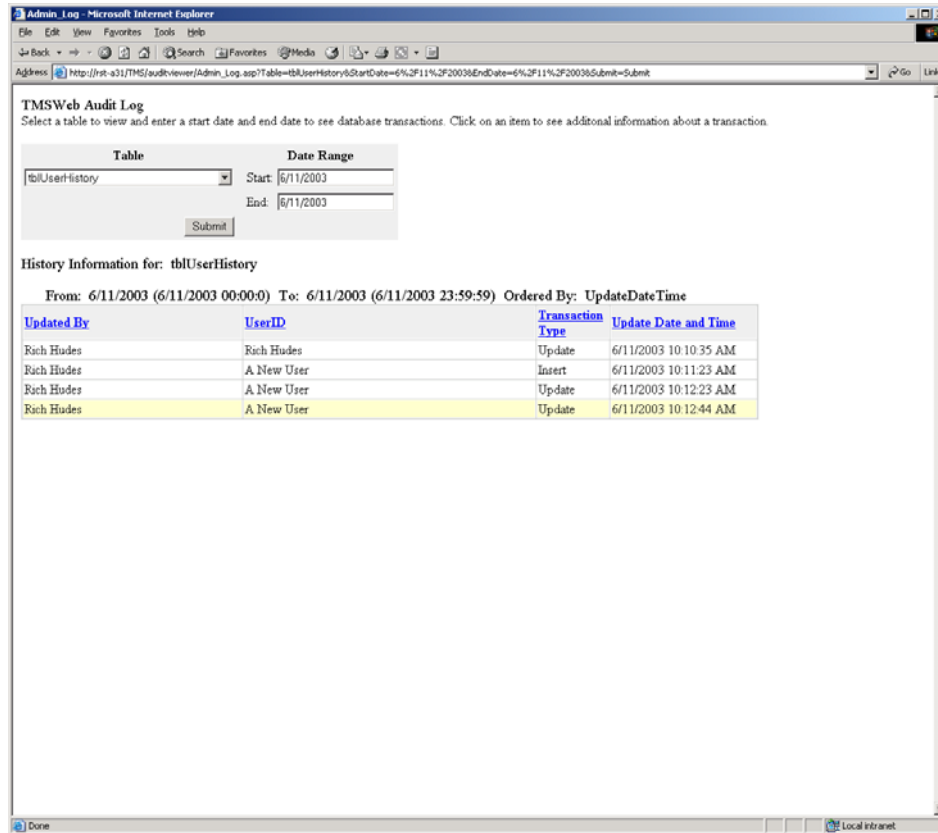 Admin_Log - Microsoft Internet Explorer
File Edit View Favorites Tools Help
Back Search Favorites Media
Address http://rst-a31/TMS/auditviewer/Admin_Log.asp?Table=tblUserHistory&StartDate=6%2F11%2F2003&EndDate=6%2F11%2F2003&Submit=Submit Go
TMSWeb Audit Log
Select a table to view and enter a start date and end date to see database transactions. Click on an item to see additonal information about a transaction.
Table Date Range
tblUserHistory Start: 6/11/2003
End: 6/11/2003
Submit
History Information for: tblUserHistory
From: 6/11/2003 (6/11/2003 00:00:0) To: 6/11/2003 (6/11/2003 23:59:59) Ordered By: UpdateDateTime
Updated By UserID Transaction Type Update Date and Time
Rich Hudes Rich Hudes Update 6/11/2003 10:10:35 AM
Rich Hudes A New User Insert 6/11/2003 10:11:23 AM
Rich Hudes A New User Update 6/11/2003 10:12:23 AM
Rich Hudes A New User Update 6/11/2003 10:12:44 AM
Done Local intranet